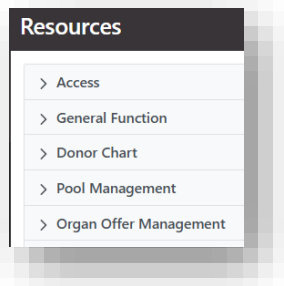 Resources
Access
General Function
Donor Chart
Pool Management
Organ Offer Management